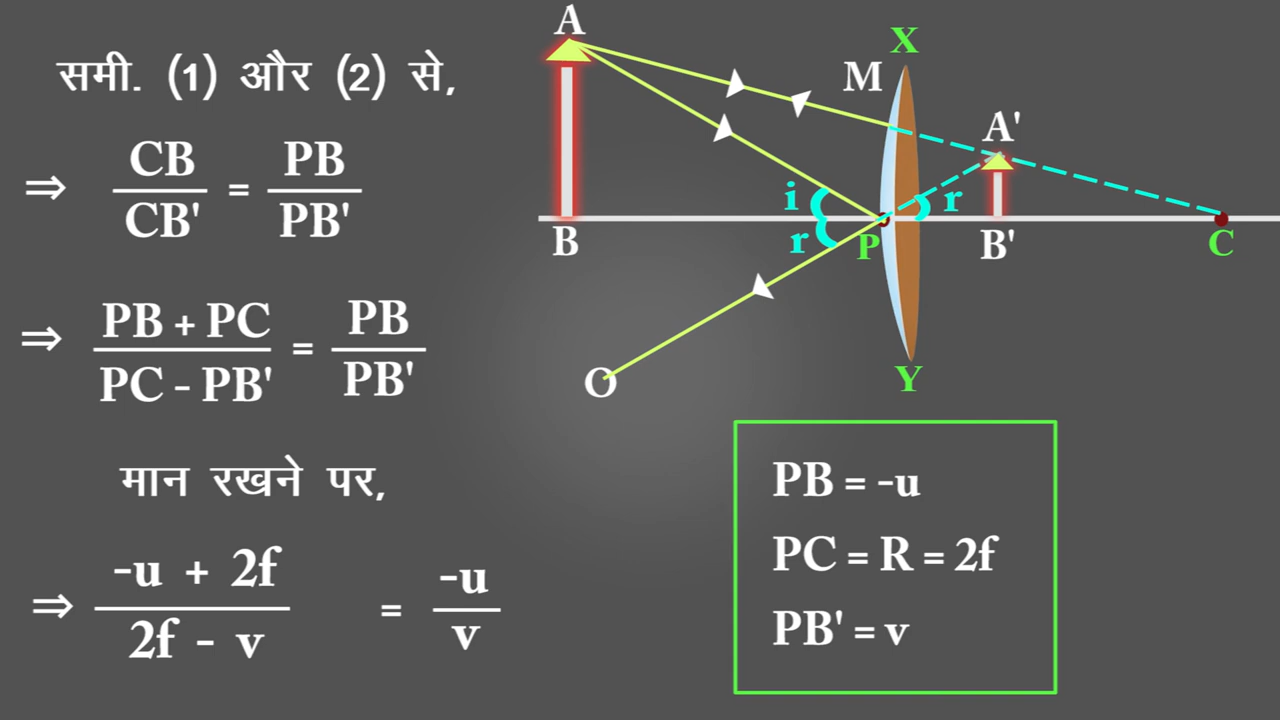 समी. (1) और (2) से,
⇒ CB/CB' = PB/PB'
⇒ PB + PC/PC - PB' = PB/PB'
मान रखने पर,
⇒ -u + 2f/2f - v = -u/v
A
X
M
A'
i
r
r
B
P
B'
C
O
Y
PB = -u
PC = R = 2f
PB' = v